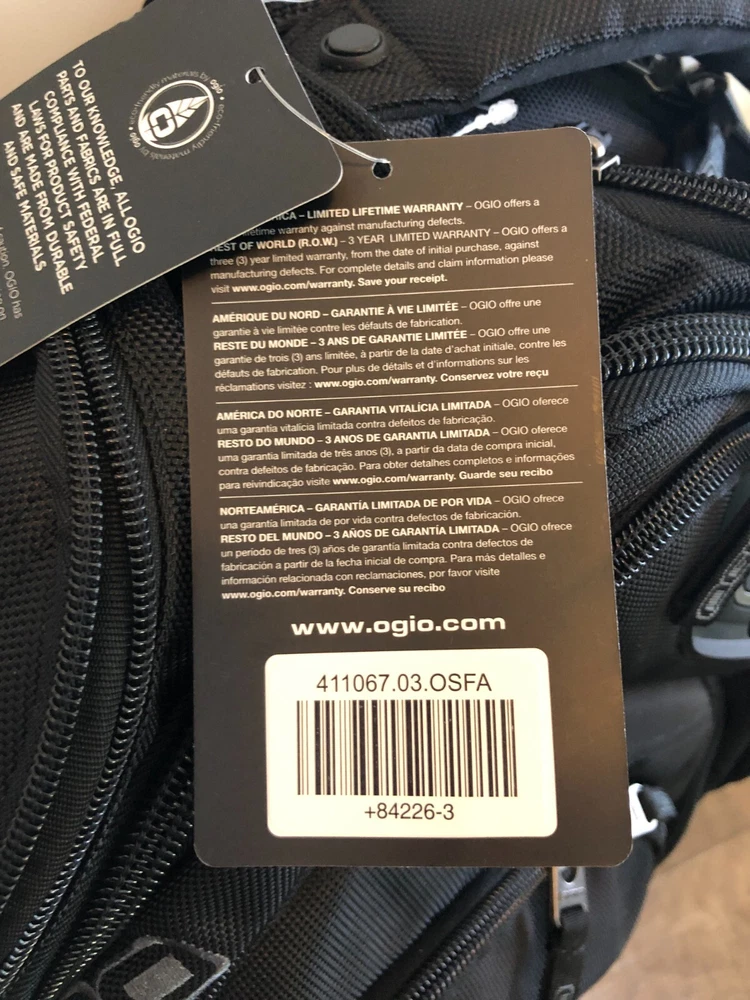 eco-friendly materials by ogio
TO OUR KNOWLEDGE, ALL OGIO
PARTS AND FABRICS ARE IN FULL
COMPLIANCE WITH FEDERAL
LAWS FOR PRODUCT SAFETY
AND ARE MADE FROM DURABLE
AND SAFE MATERIALS
OGIO has
– LIMITED LIFETIME WARRANTY – OGIO offers a
lifetime warranty against manufacturing defects.
REST OF WORLD (R.O.W.) – 3 YEAR LIMITED WARRANTY – OGIO offers a
three (3) year limited warranty, from the date of initial purchase, against
manufacturing defects. For complete details and claim information please
visit www.ogio.com/warranty. Save your receipt.
AMÉRIQUE DU NORD – GARANTIE À VIE LIMITÉE – OGIO offre une
garantie à vie limitée contre les défauts de fabrication.
RESTE DU MONDE – 3 ANS DE GARANTIE LIMITÉE – OGIO offre une
garantie de trois (3) ans limitée, à partir de la date d'achat initiale, contre les
défauts de fabrication. Pour plus de détails et d'informations sur les
réclamations visitez : www.ogio.com/warranty. Conservez votre reçu
AMÉRICA DO NORTE – GARANTIA VITALÍCIA LIMITADA – OGIO oferece
uma garantia vitalícia limitada contra defeitos de fabricação.
RESTO DO MUNDO – 3 ANOS DE GARANTIA LIMITADA – OGIO oferece
uma garantia limitada de três anos (3), a partir da data de compra inicial,
contra defeitos de fabricação. Para obter detalhes completos e informações
para reivindicação visite www.ogio.com/warranty. Guarde seu recibo
NORTEAMÉRICA – GARANTÍA LIMITADA DE POR VIDA – OGIO ofrece
una garantía limitada de por vida contra defectos de fabricación.
RESTO DEL MUNDO – 3 AÑOS DE GARANTÍA LIMITADA – OGIO ofrece
un período de tres (3) años de garantía limitada contra defectos de
fabricación a partir de la fecha inicial de compra. Para más detalles e
información relacionada con reclamaciones, por favor visite
www.ogio.com/warranty. Conserve su recibo
www.ogio.com
411067.03.OSFA
+84226-3